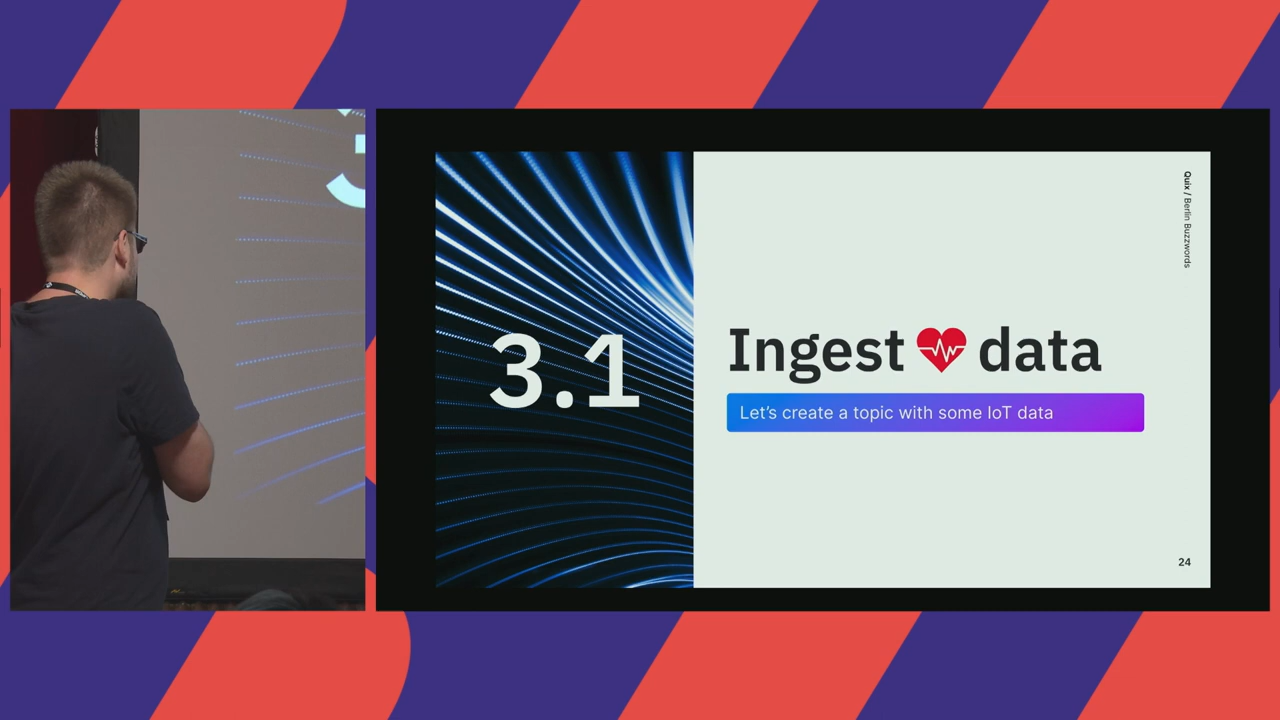 3.1
Ingest data
Let's create a topic with some IoT data
Quix / Berlin Buzzwords
24